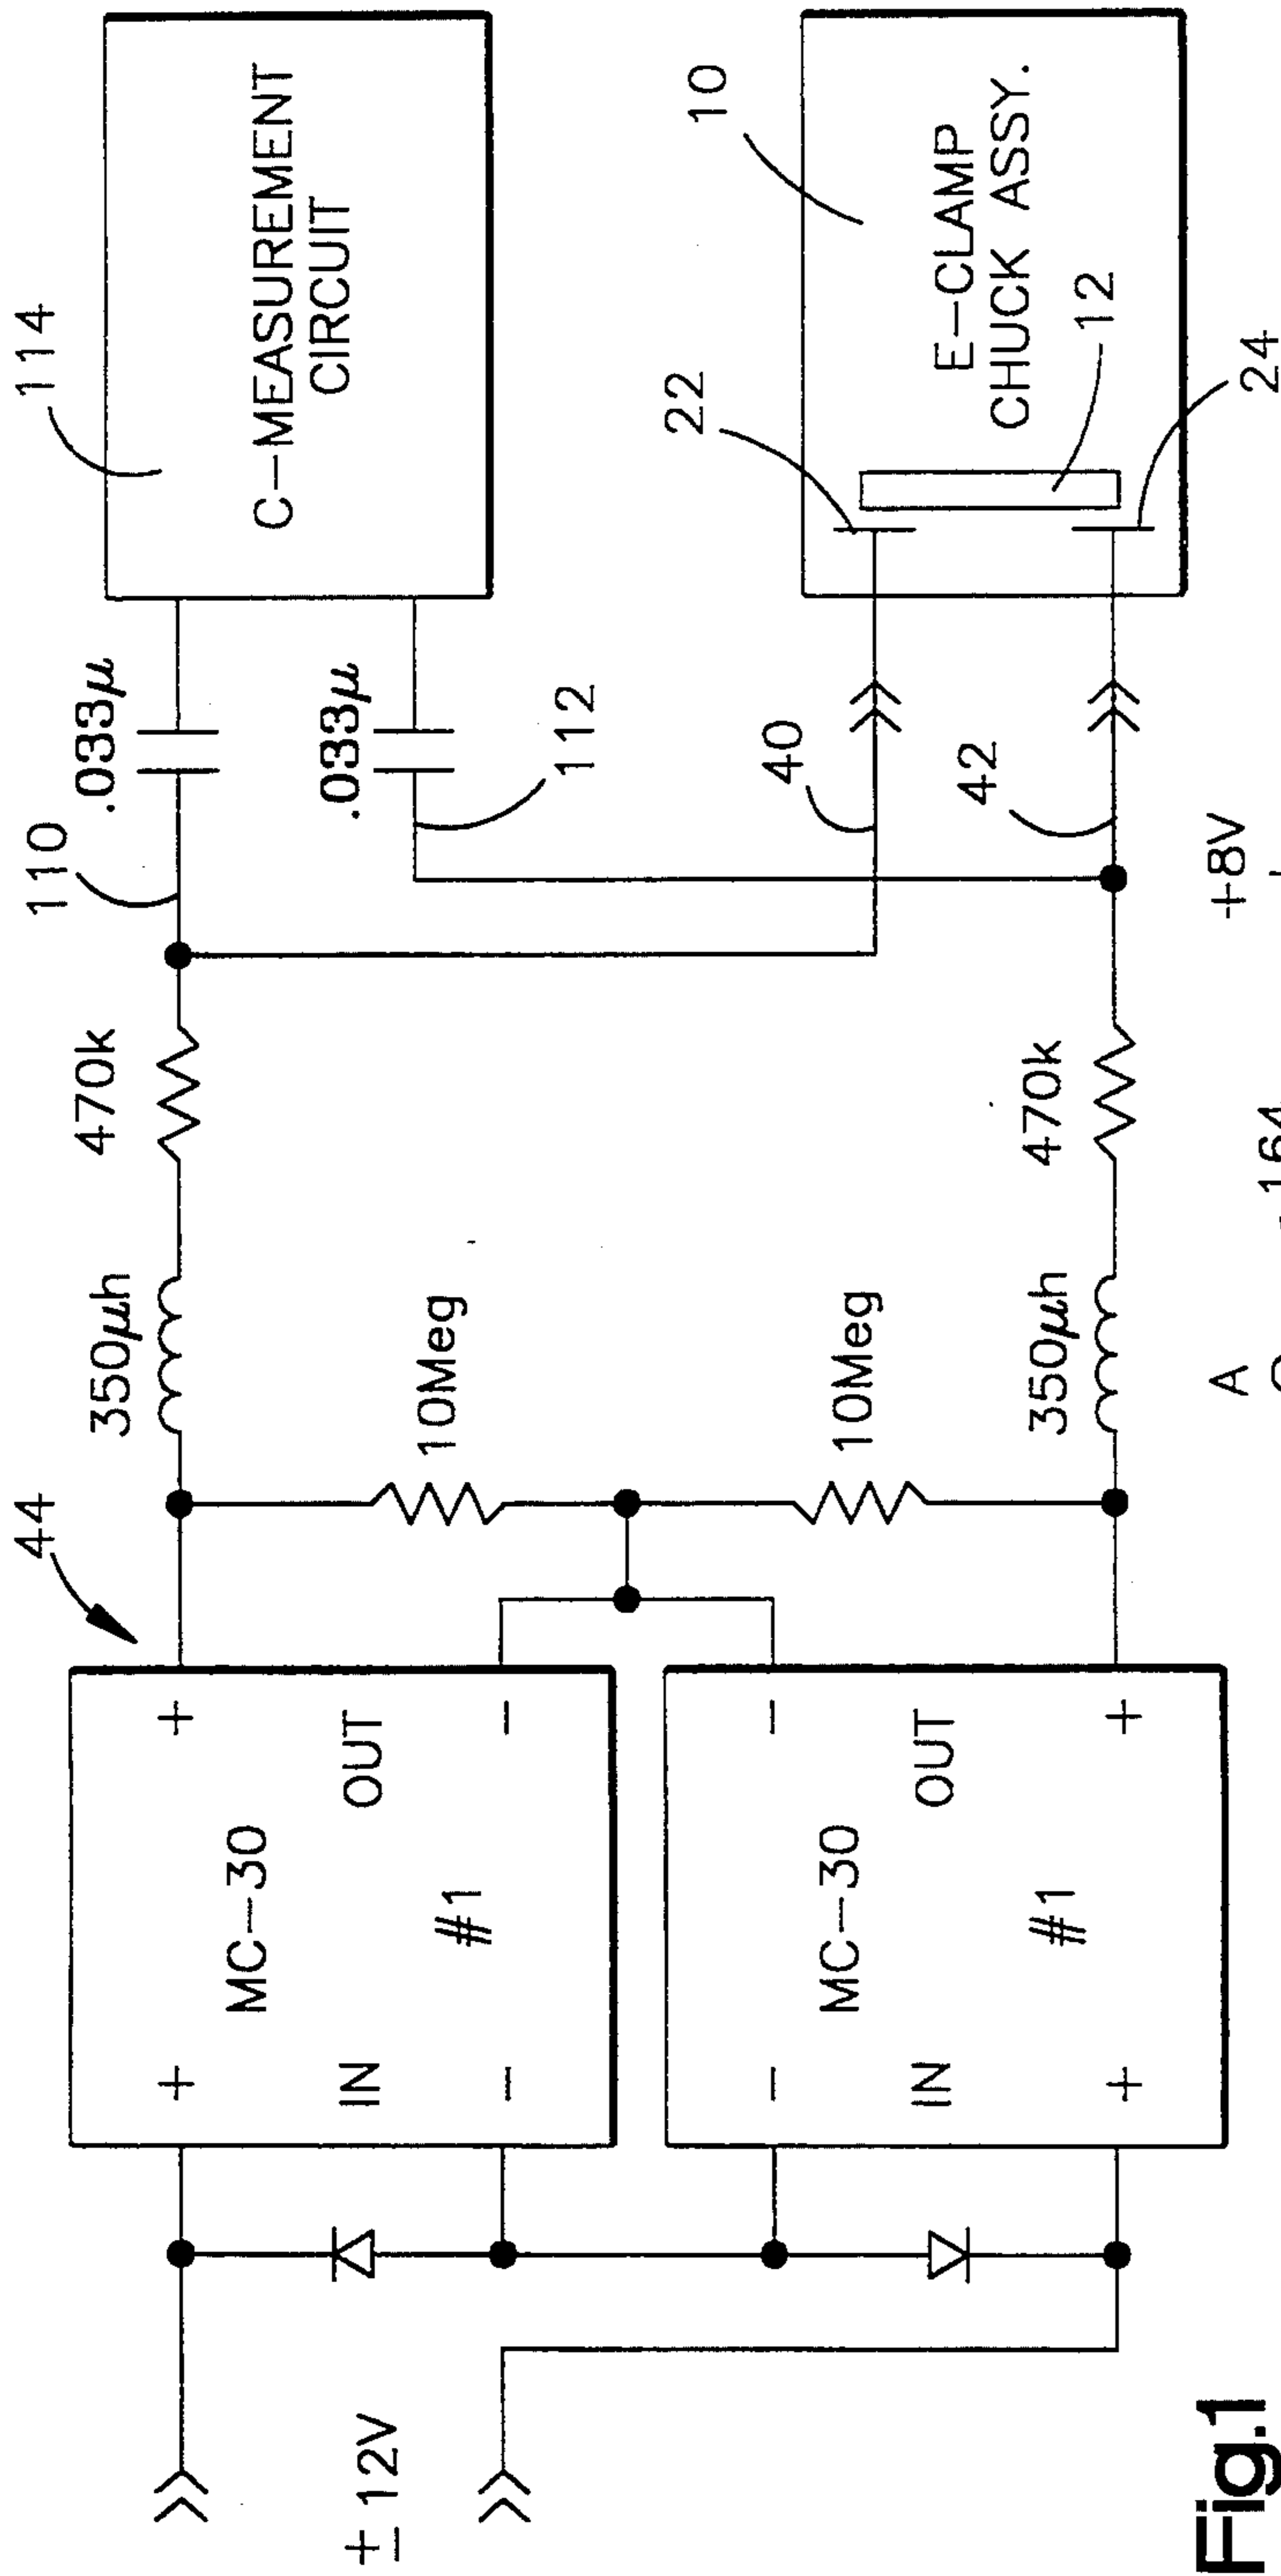 114
C-MEASUREMENT
CIRCUIT
.033µ
.033µ
110
112
10
E-CLAMP
CHUCK ASSY.
12
22
24
40
42
470k
470k
350µh
350µh
10Meg
10Meg
44
+
-
OUT
MC-30
#1
IN
+
-
-
+
OUT
MC-30
#1
IN
-
+
±12V
+8V
164
A
Fig.1